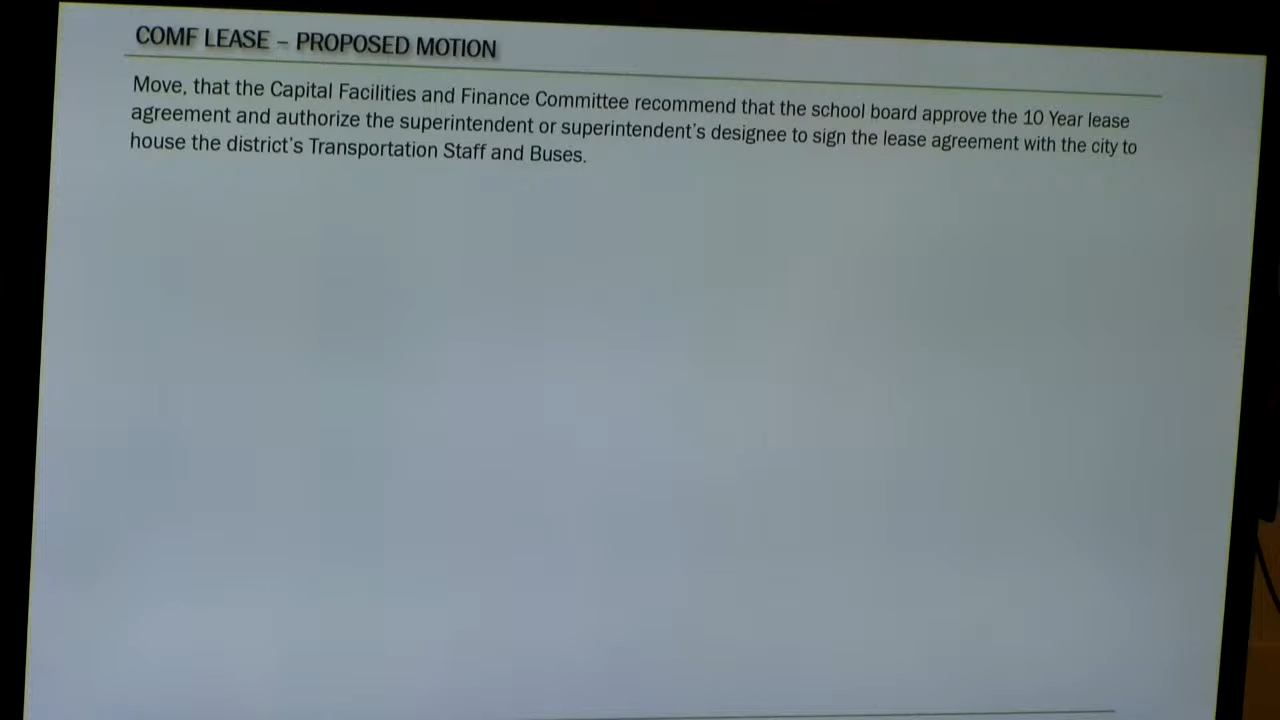 COMF LEASE – PROPOSED MOTION
Move, that the Capital Facilities and Finance Committee recommend that the school board approve the 10 Year lease
agreement and authorize the superintendent or superintendent's designee to sign the lease agreement with the city to
house the district's Transportation Staff and Buses.